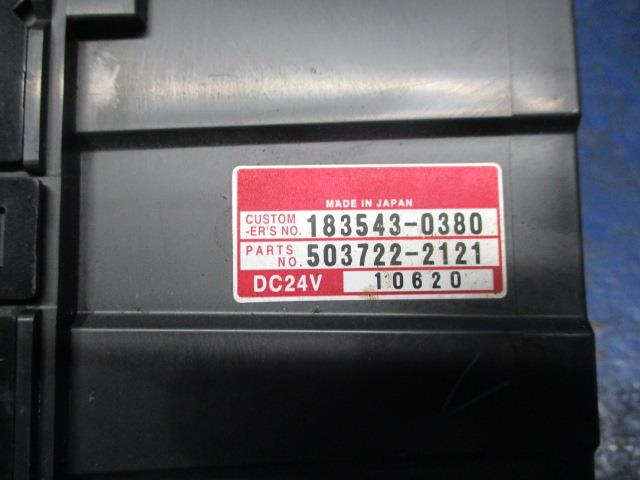 MADE IN JAPAN
CUSTOM
-ER'S NO. 183543-0380
PARTS
NO. 503722-2121
DC24V 10620